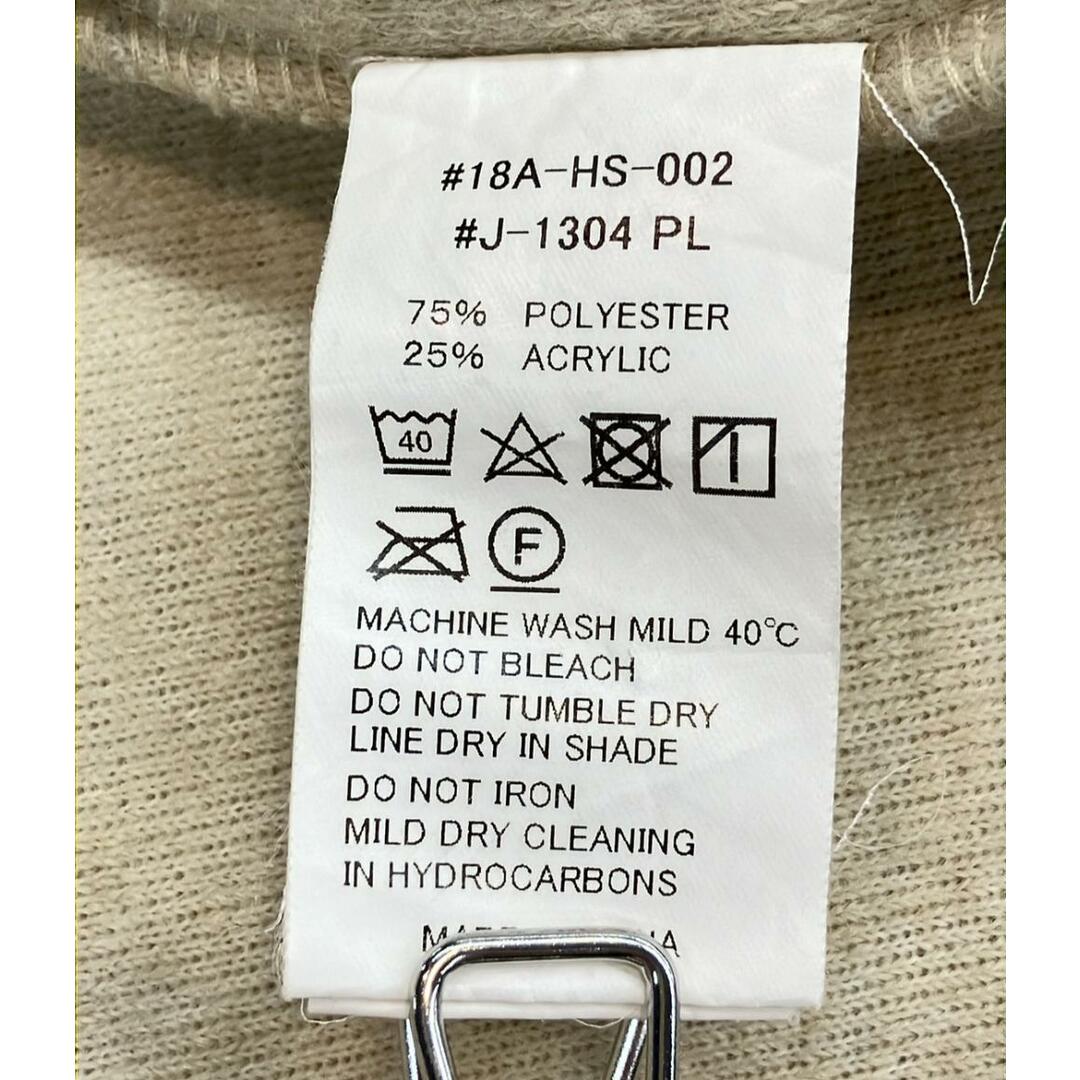 #18A-HS-002
#J-1304 PL
75% POLYESTER
25% ACRYLIC
40
F
MACHINE WASH MILD 40℃
DO NOT BLEACH
DO NOT TUMBLE DRY
LINE DRY IN SHADE
DO NOT IRON
MILD DRY CLEANING
IN HYDROCARBONS